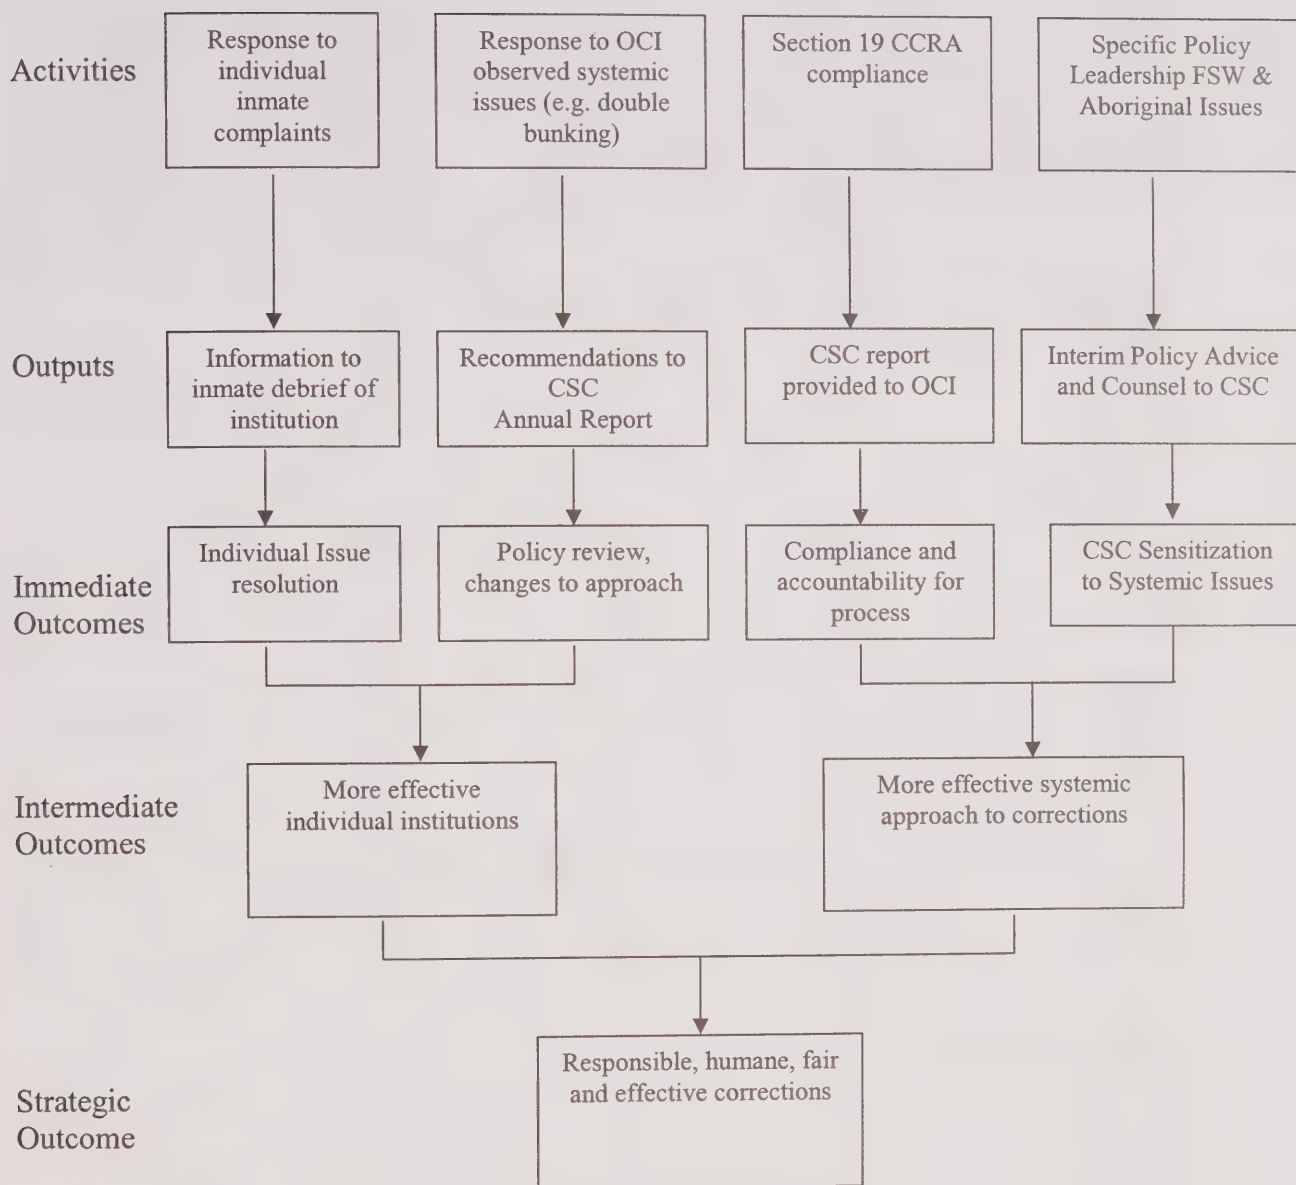 Activities
Response to
individual
inmate
complaints
Response to OCI
observed systemic
issues (e.g. double
bunking)
Section 19 CCRA
compliance
Specific Policy
Leadership FSW &
Aboriginal Issues
Outputs
Information to
inmate debrief of
institution
Recommendations to
CSC
Annual Report
CSC report
provided to OCI
Interim Policy Advice
and Counsel to CSC
Immediate
Outcomes
Individual Issue
resolution
Policy review,
changes to approach
Compliance and
accountability for
process
CSC Sensitization
to Systemic Issues
Intermediate
Outcomes
More effective
individual institutions
More effective systemic
approach to corrections
Strategic
Outcome
Responsible, humane, fair
and effective corrections